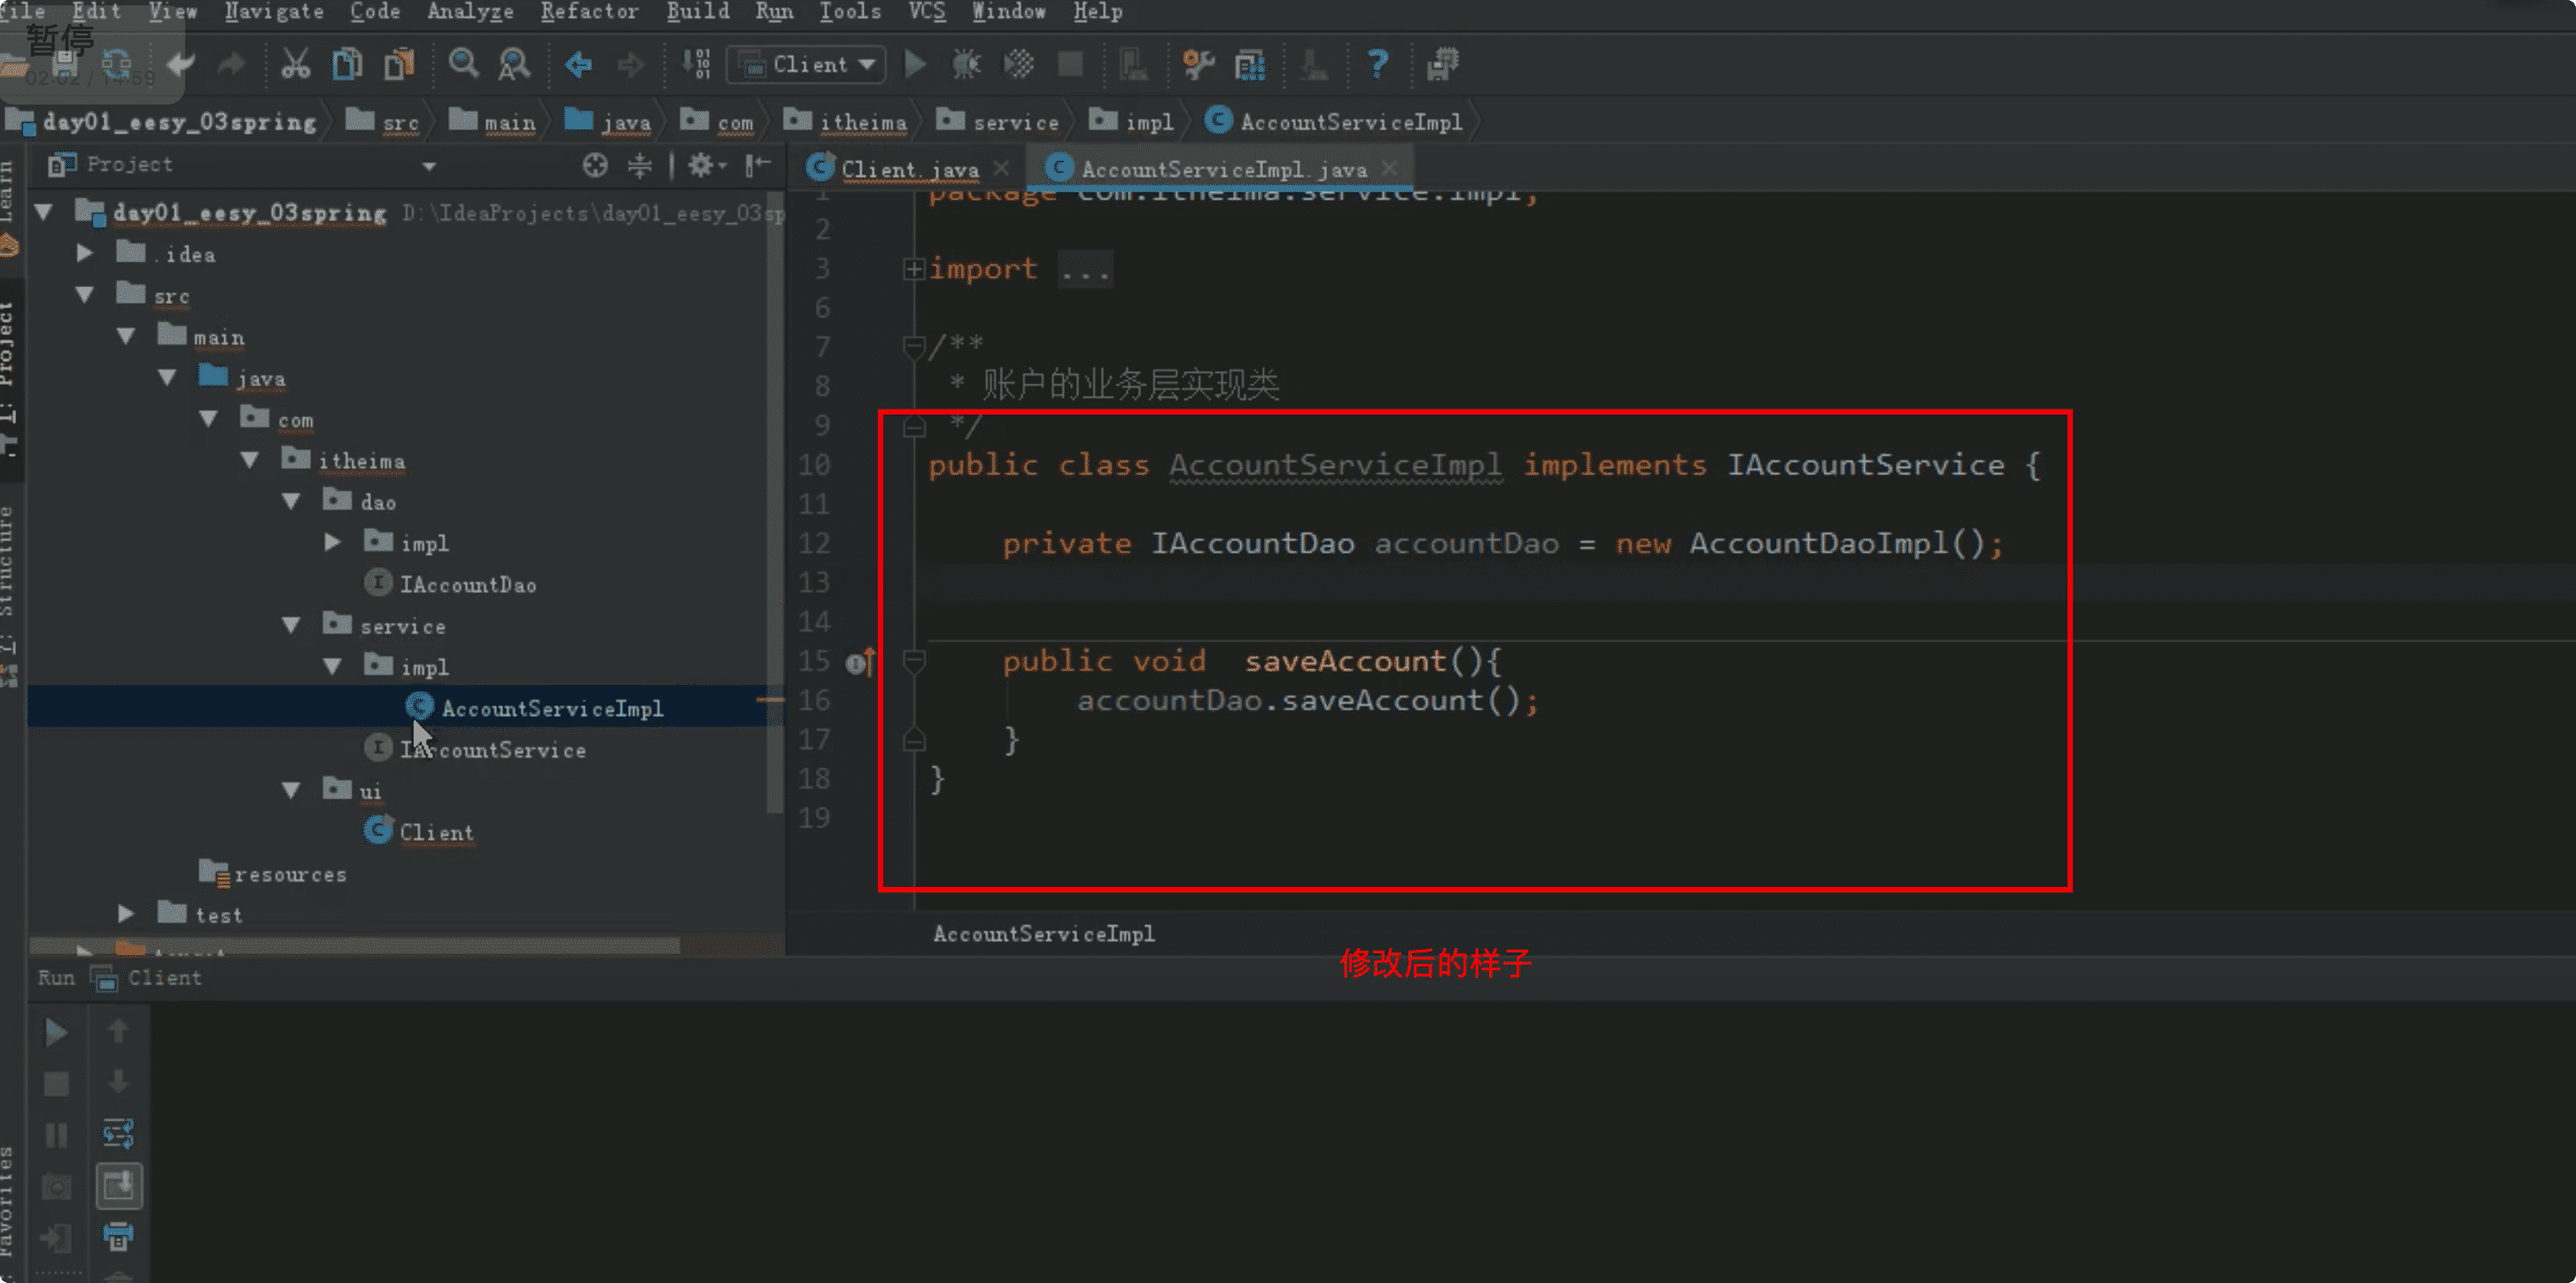 File Edit View Navigate Code Analyze Refactor Build Run Tools VCS Window Help
暂停
02:02 / 14:59
Client
day01_eesy_03spring src main java com itheima service impl AccountServiceImpl
Project
Client.java
AccountServiceImpl.java
Learn
1: Project
7: Structure
Favorites
day01_eesy_03spring D:\IdeaProjects\day01_eesy_03sp
.idea
src
main
java
com
itheima
dao
impl
IAccountDao
service
impl
AccountServiceImpl
IAccountService
ui
Client
resources
test
target
1 package com.itheima.service.impl;
2
3 import ...
6
7 /**
8 * 账户的业务层实现类
9 */
10 public class AccountServiceImpl implements IAccountService {
11
12 private IAccountDao accountDao = new AccountDaoImpl();
13
14
15 public void saveAccount(){
16 accountDao.saveAccount();
17 }
18 }
19
AccountServiceImpl
修改后的样子
Run Client